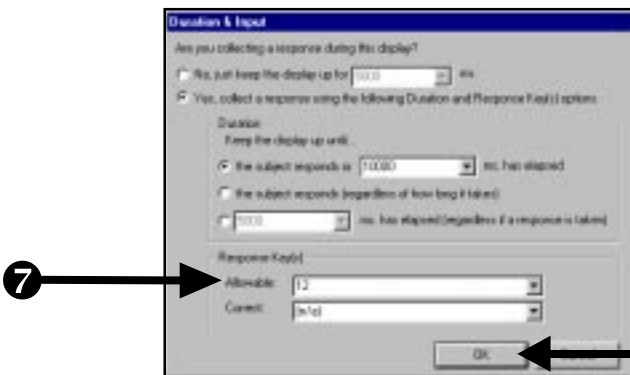 Duration & Input
Are you collecting a response during this display?
No, just keep the display up for 5000 ms.
Yes, collect a response using the following Duration and Response Key(s) options
Duration
Keep the display up until...
the subject responds or 10000 ms. has elapsed
the subject responds (regardless of how long it takes)
5000 ms. has elapsed (regardless if a response is taken)
Response Key(s)
7
Allowable: 12
Correct: (n/a)
OK